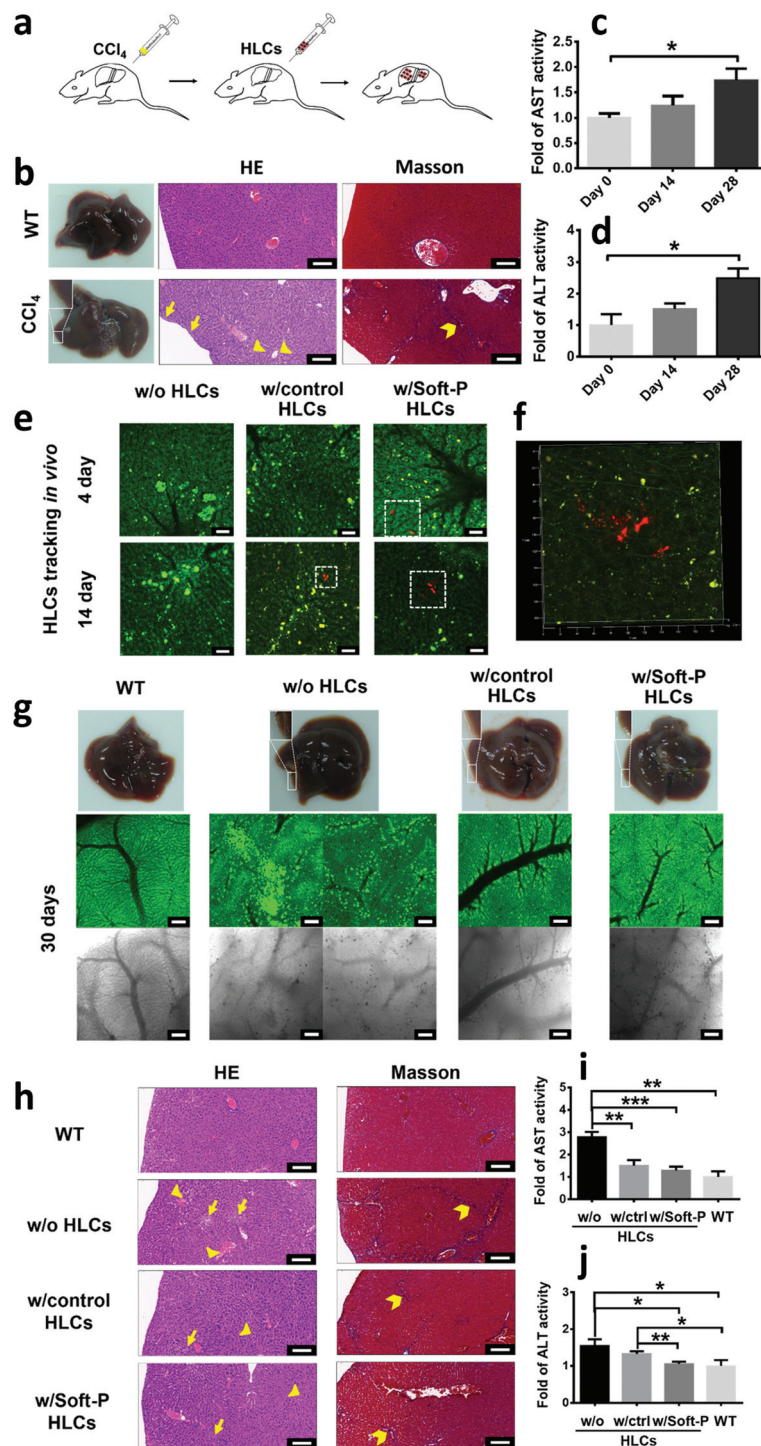 a
CCl4
HLCs
b
HE
Masson
WT
CCl4
c
Fold of AST activity
2.5
2.0
1.5
1.0
0.5
0.0
*
Day 0
Day 14
Day 28
d
Fold of ALT activity
4
3
2
1
0
*
Day 0
Day 14
Day 28
e
w/o HLCs
w/control
HLCs
w/Soft-P
HLCs
HLCs tracking in vivo
4 day
14 day
f
g
WT
w/o HLCs
w/control
HLCs
w/Soft-P
HLCs
30 days
h
HE
Masson
WT
w/o HLCs
w/control
HLCs
w/Soft-P
HLCs
i
Fold of AST activity
5
4
3
2
1
0
**
***
**
w/o w/ctrl w/Soft-P WT
HLCs
j
Fold of ALT activity
3
2
1
0
*
*
*
**
w/o w/ctrl w/Soft-P WT
HLCs